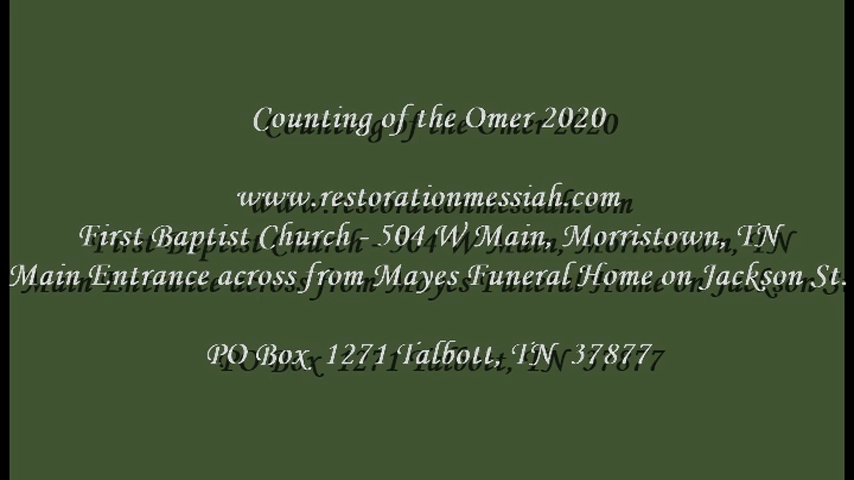 Counting of the Omer 2020
www.restorationmessiah.com
First Baptist Church - 504 W Main, Morristown, TN
Main Entrance across from Mayes Funeral Home on Jackson St.
PO Box  1271 Talbott, TN  37877